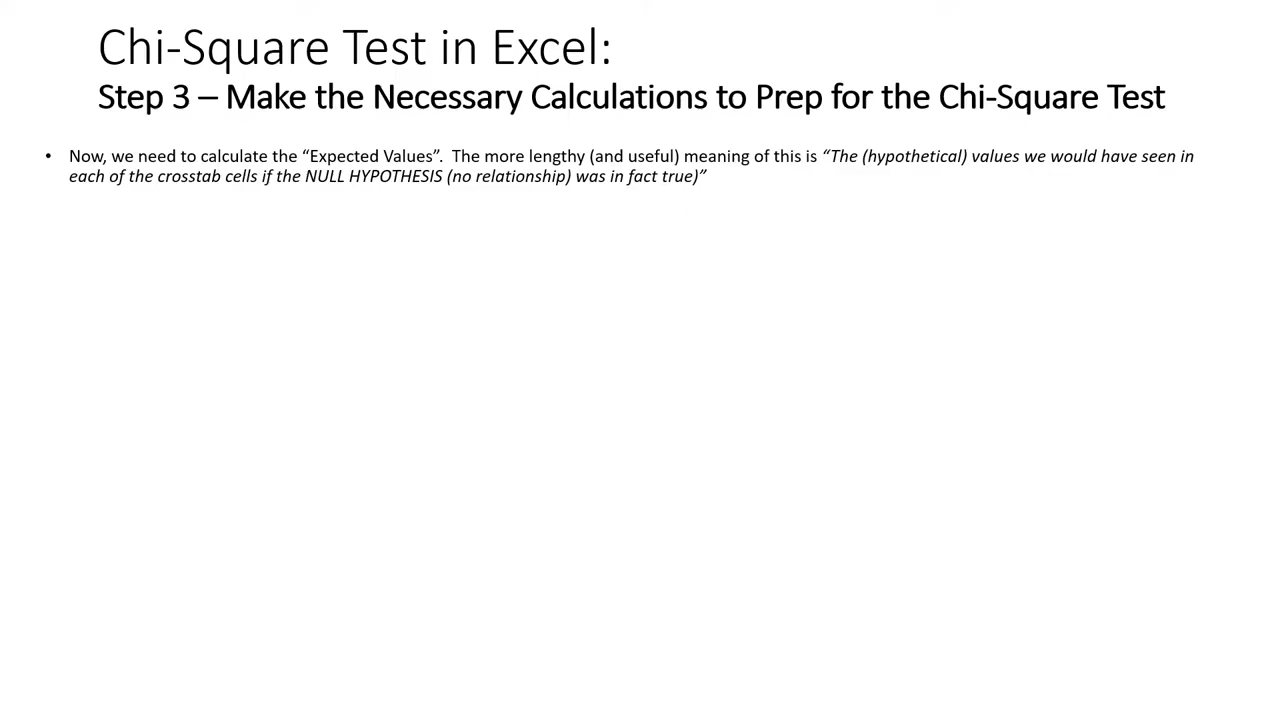 Chi-Square Test in Excel:
Step 3 – Make the Necessary Calculations to Prep for the Chi-Square Test
• Now, we need to calculate the “Expected Values”.  The more lengthy (and useful) meaning of this is “The (hypothetical) values we would have seen in
each of the crosstab cells if the NULL HYPOTHESIS (no relationship) was in fact true)”